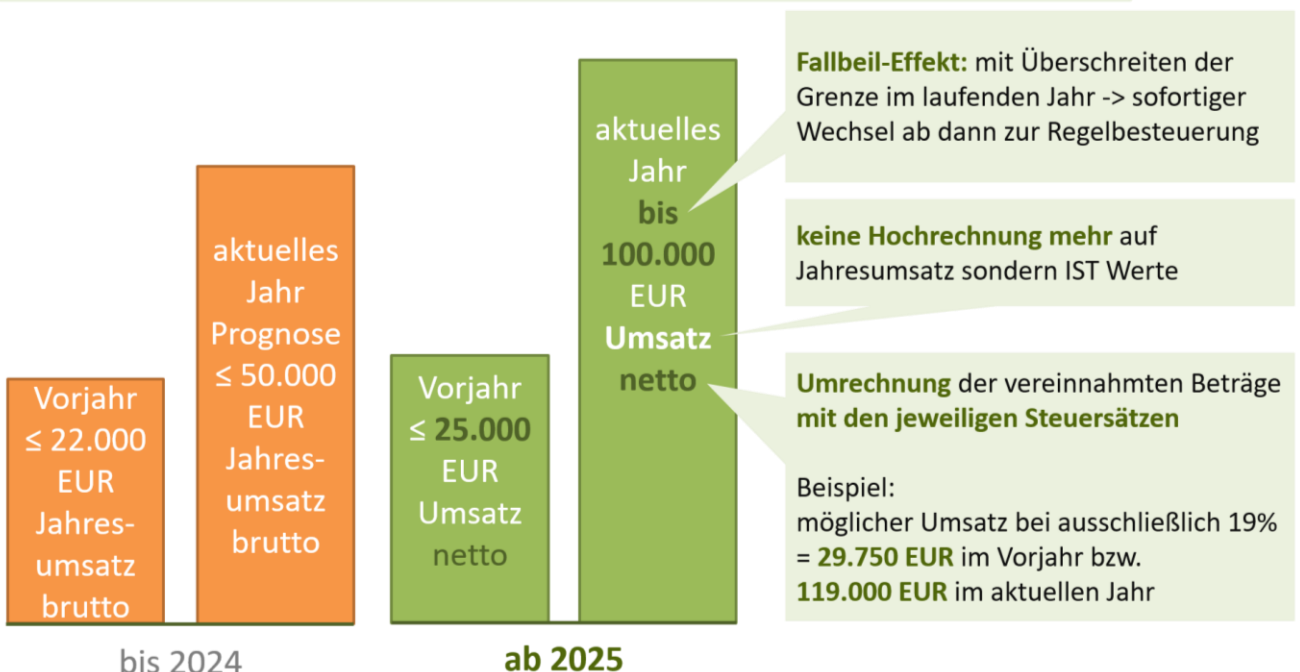 Vorjahr
≤ 22.000
EUR
Jahres-
umsatz
brutto
aktuelles
Jahr
Prognose
≤ 50.000
EUR
Jahres-
umsatz
brutto
bis 2024
Vorjahr
≤ 25.000
EUR
Umsatz
netto
aktuelles
Jahr
bis
100.000
EUR
Umsatz
netto
ab 2025
Fallbeil-Effekt: mit Überschreiten der
Grenze im laufenden Jahr -> sofortiger
Wechsel ab dann zur Regelbesteuerung
keine Hochrechnung mehr auf
Jahresumsatz sondern IST Werte
Umrechnung der vereinnahmten Beträge
mit den jeweiligen Steuersätzen
Beispiel:
möglicher Umsatz bei ausschließlich 19%
= 29.750 EUR im Vorjahr bzw.
119.000 EUR im aktuellen Jahr